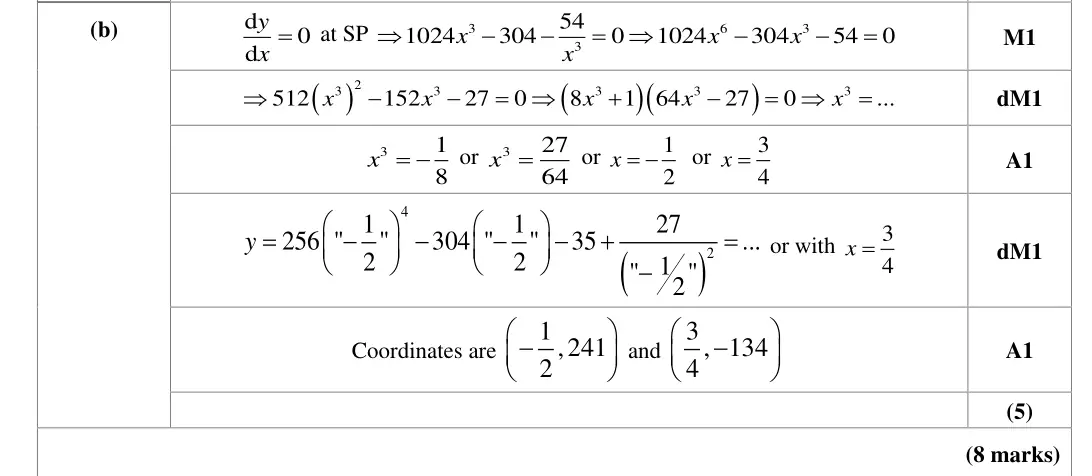 (b) dy/dx = 0 at SP ⇒ 1024x³ − 304 − 54/x³ = 0 ⇒ 1024x⁶ − 304x³ − 54 = 0 M1
⇒ 512(x³)² − 152x³ − 27 = 0 ⇒ (8x³ + 1)(64x³ − 27) = 0 ⇒ x³ = ... dM1
x³ = −1/8 or x³ = 27/64 or x = −1/2 or x = 3/4 A1
y = 256("−1/2")⁴ − 304("−1/2") − 35 + 27/("−1/2")² = ... or with x = 3/4 dM1
Coordinates are (−1/2, 241) and (3/4, −134) A1
(5)
(8 marks)